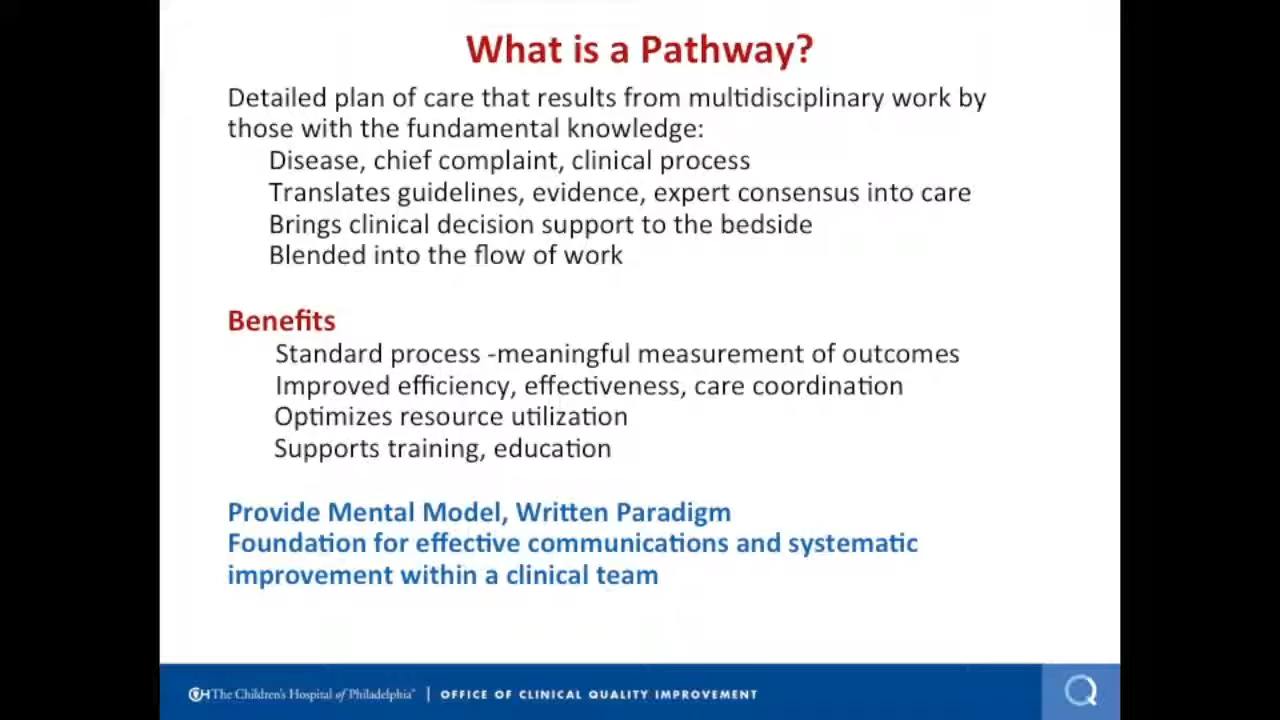 What is a Pathway?
Detailed plan of care that results from multidisciplinary work by
those with the fundamental knowledge:
Disease, chief complaint, clinical process
Translates guidelines, evidence, expert consensus into care
Brings clinical decision support to the bedside
Blended into the flow of work
Benefits
Standard process -meaningful measurement of outcomes
Improved efficiency, effectiveness, care coordination
Optimizes resource utilization
Supports training, education
Provide Mental Model, Written Paradigm
Foundation for effective communications and systematic
improvement within a clinical team
CH The Children's Hospital of Philadelphia® | OFFICE OF CLINICAL QUALITY IMPROVEMENT Q